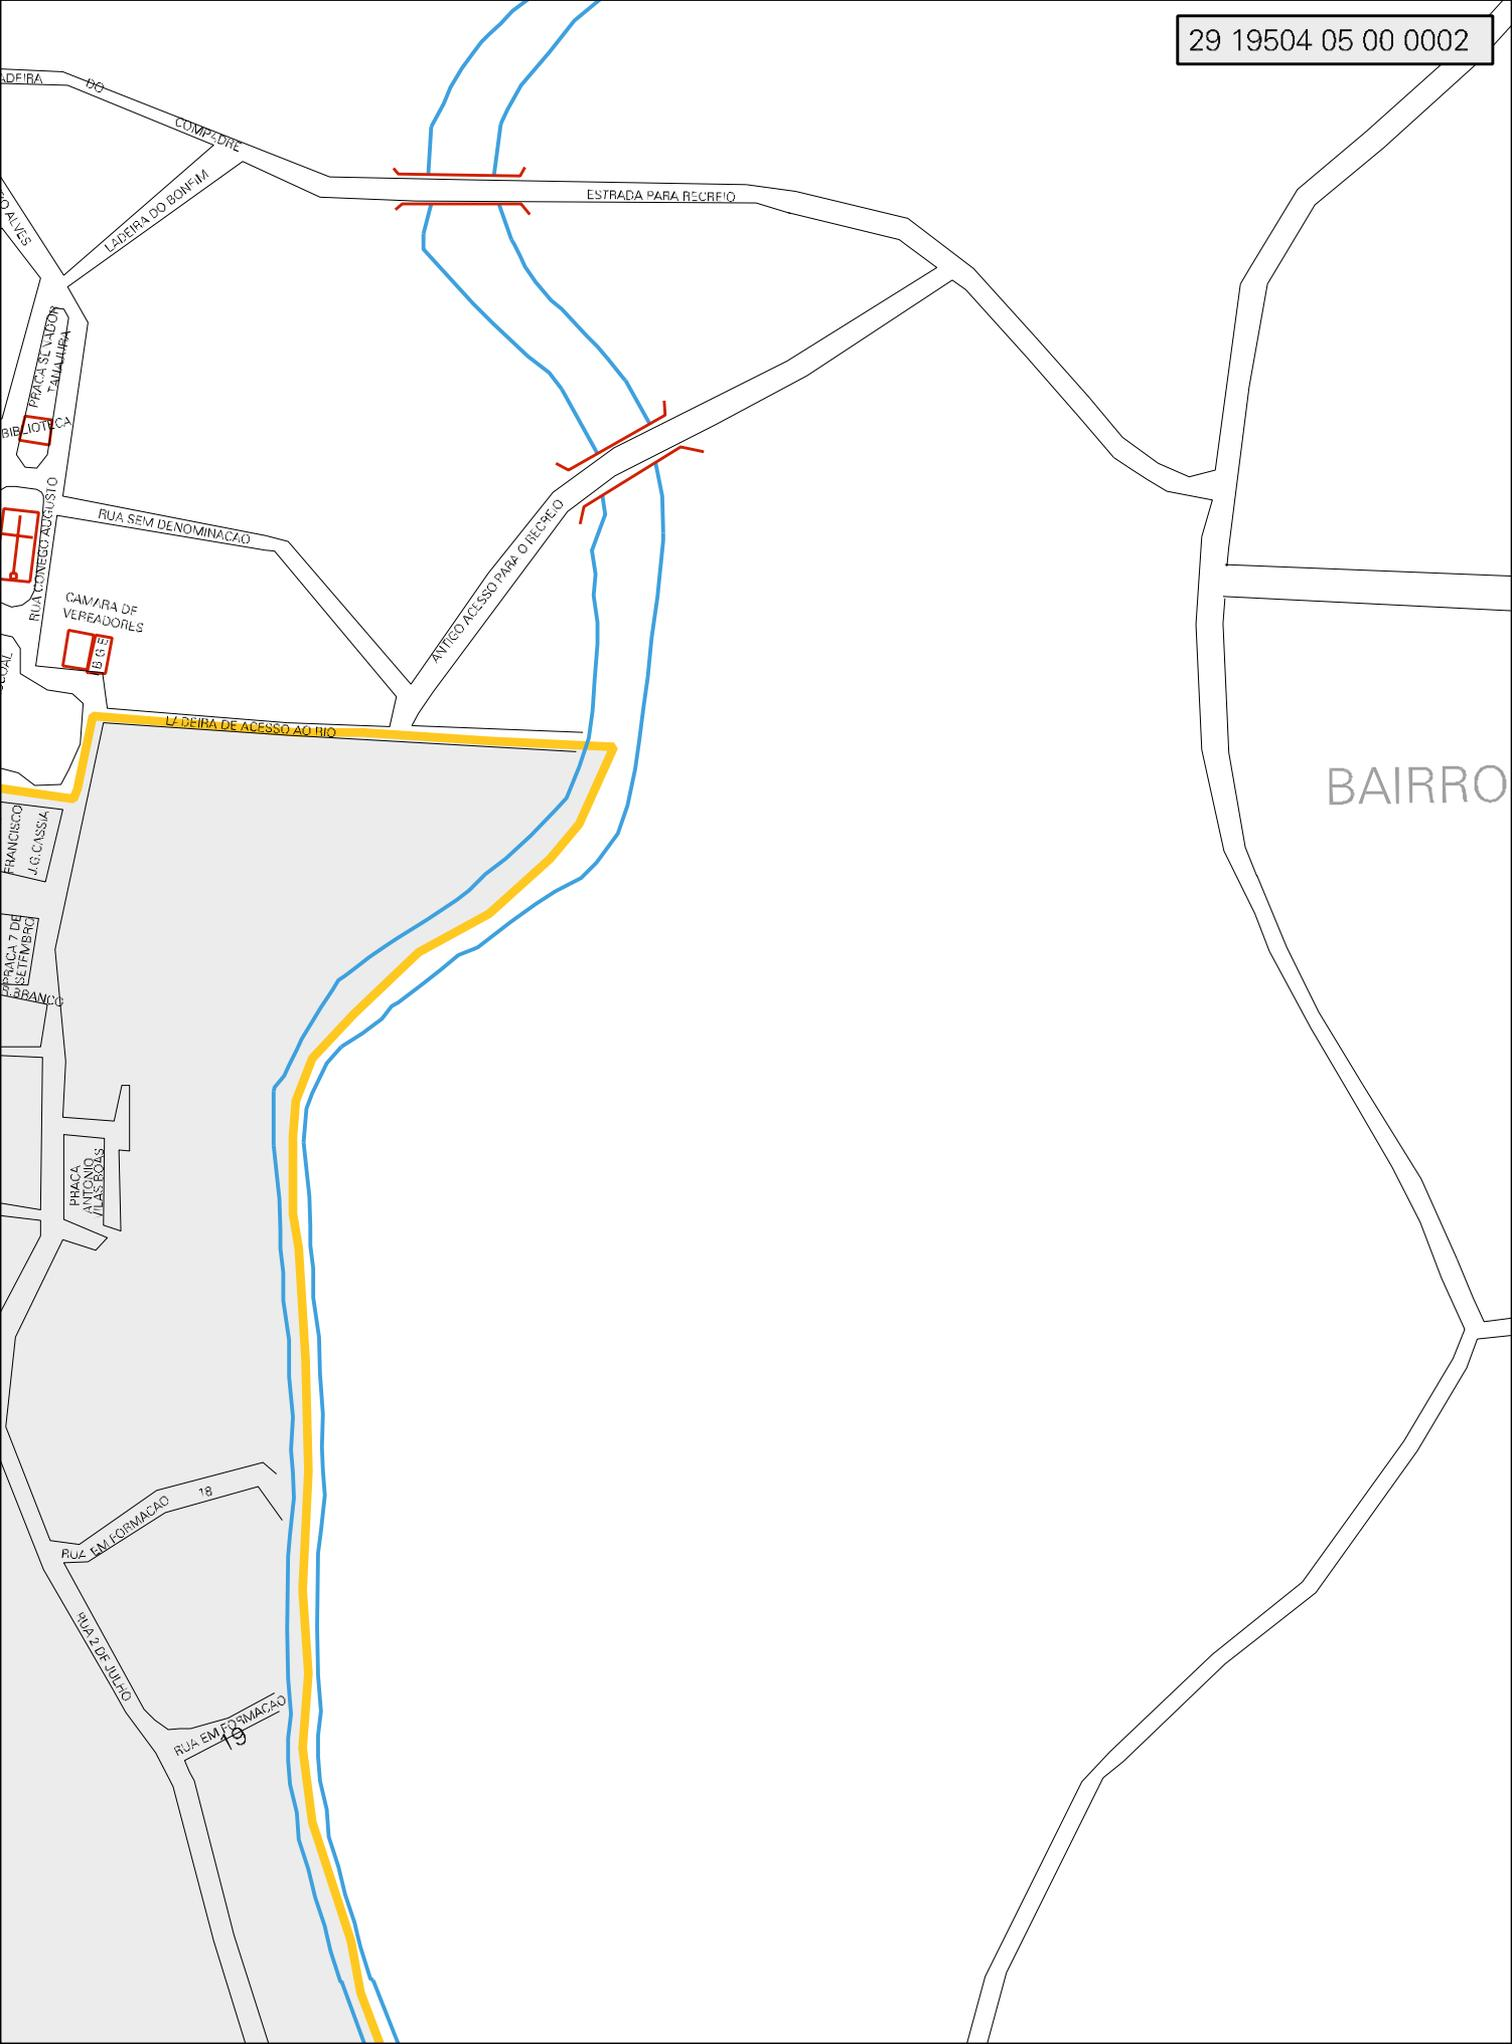 29 19504 05 00 0002
DO
COMPADRE
LADEIRA DO BONFIM
ESTRADA PARA RECREIO
ALVES
PRACA SENADOR
TANAJURA
BIBLIOTECA
RUA CONEGO AUGUSTO
RUA SEM DENOMINACAO
ANTIGO ACESSO PARA O RECREIO
CAMARA DE
VEREADORES
IBGE
LADEIRA DE ACESSO AO RIO
BAIRRO
FRANCISCO
J.G.CASSIA
PRACA 7 DE
SETEMBRO
R.BRANCO
PRACA
ANTONIO
VILAS BOAS
RUA EM FORMACAO
18
RUA 2 DE JULHO
RUA EM FORMACAO
19